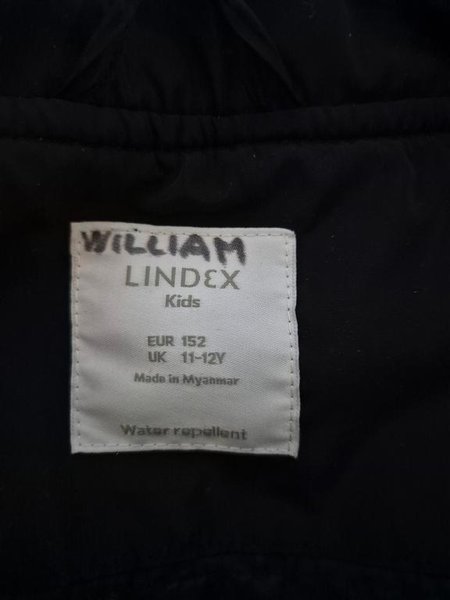 WILLIAM
LINDEX
Kids
EUR 152
UK 11-12Y
Made in Myanmar
Water repellent